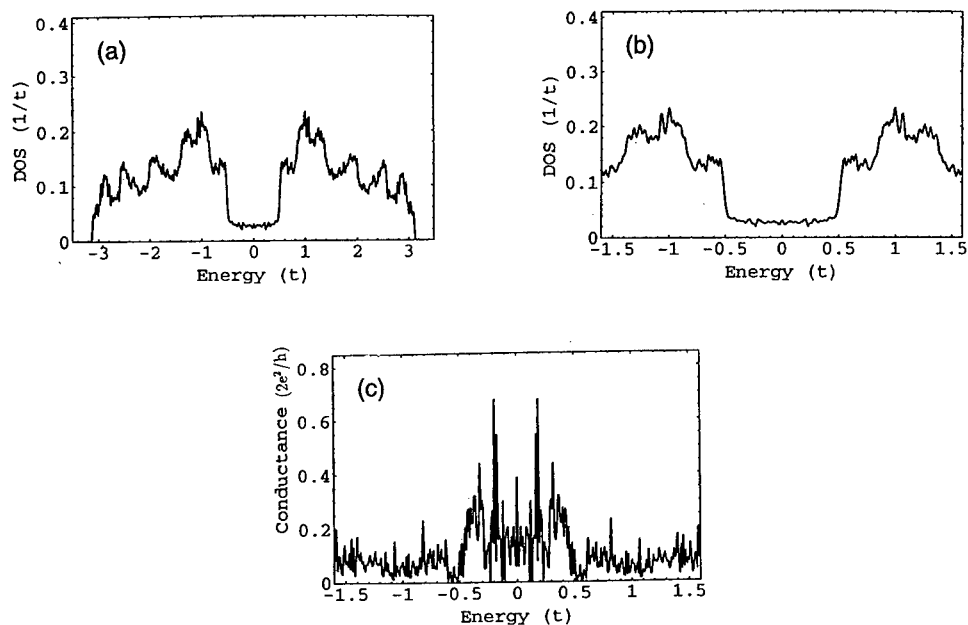 (a)
DOS (1/t)
0.4
0.3
0.2
0.1
0
-3 -2 -1 0 1 2 3
Energy (t)
(b)
DOS (1/t)
0.4
0.3
0.2
0.1
0
-1.5 -1 -0.5 0 0.5 1 1.5
Energy (t)
(c)
Conductance (2e²/h)
0.8
0.6
0.4
0.2
0
-1.5 -1 -0.5 0 0.5 1 1.5
Energy (t)